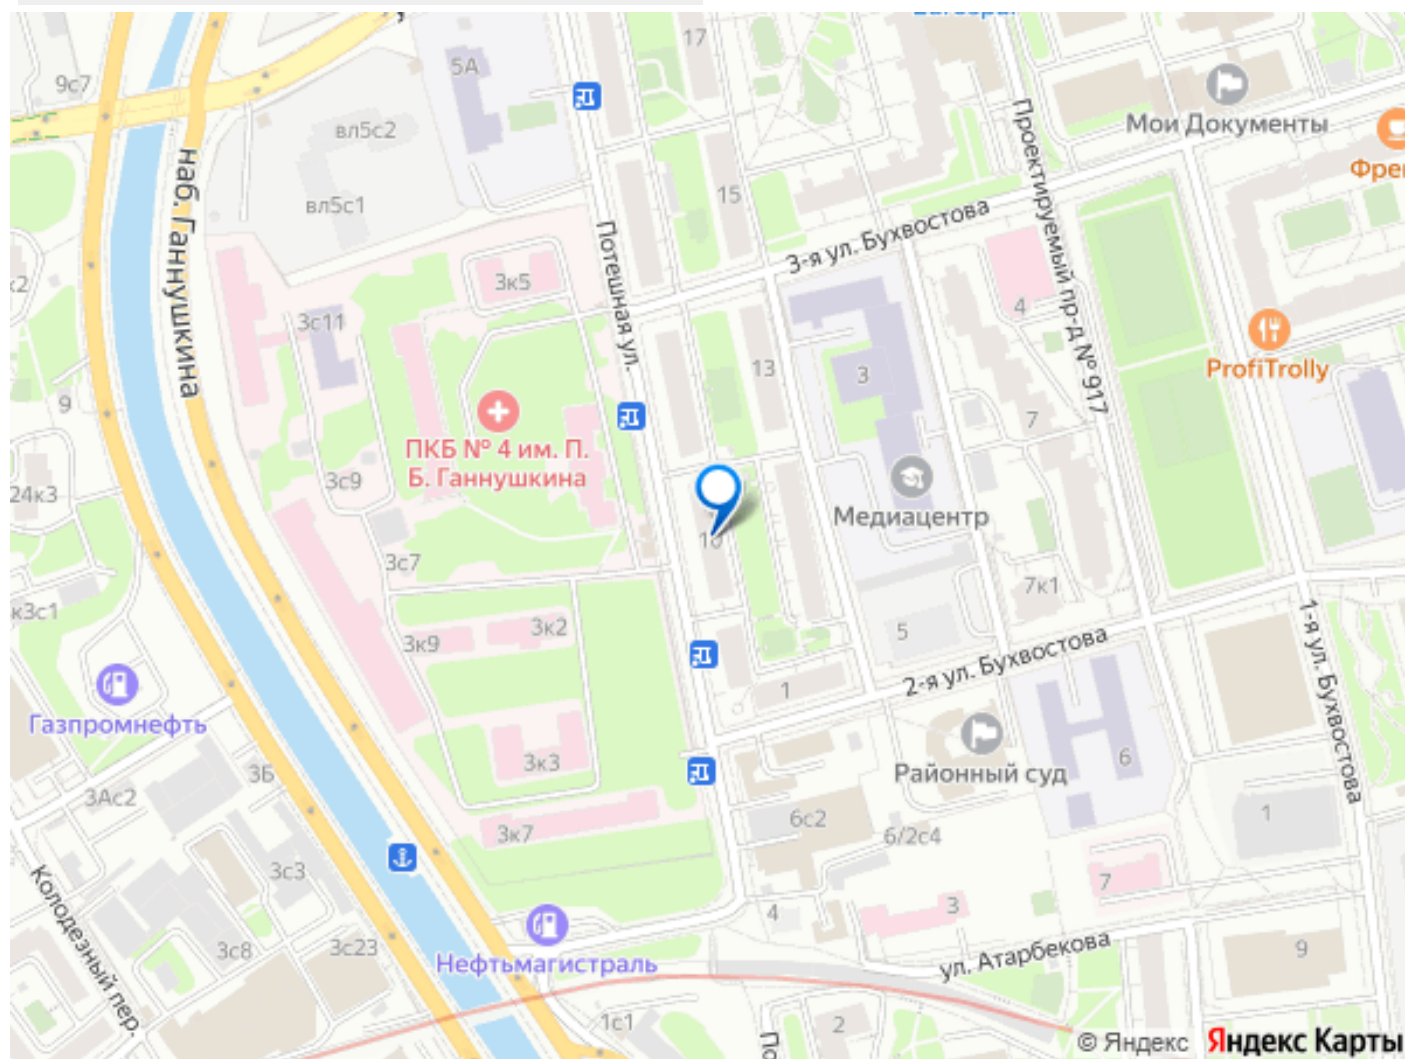 17
9с7
5А
вл5с2
Мои Документы
вл5с1
15
наб. Ганнушкина
Потешная ул.
3-я ул. Бухвостова
Проектируемый пр-д № 917
3к5
4
3с11
13
3
ProfiTrolly
9
7
ПКБ № 4 им. П.
Б. Ганнушкина
24к3
3с9
Медиацентр
10
3с7
7к1
3к9
3к2
5
2-я ул. Бухвостова
1-я ул. Бухвостова
1
Газпромнефть
3к3
Районный суд
6
3Б
3Ас2
6с2
6/2с4
1
3к7
3с3
7
Колодезный пер.
4
3
3с8
3с23
Нефтьмагистраль
ул. Атарбекова
9
1с1
2
© Яндекс Яндекс Карты